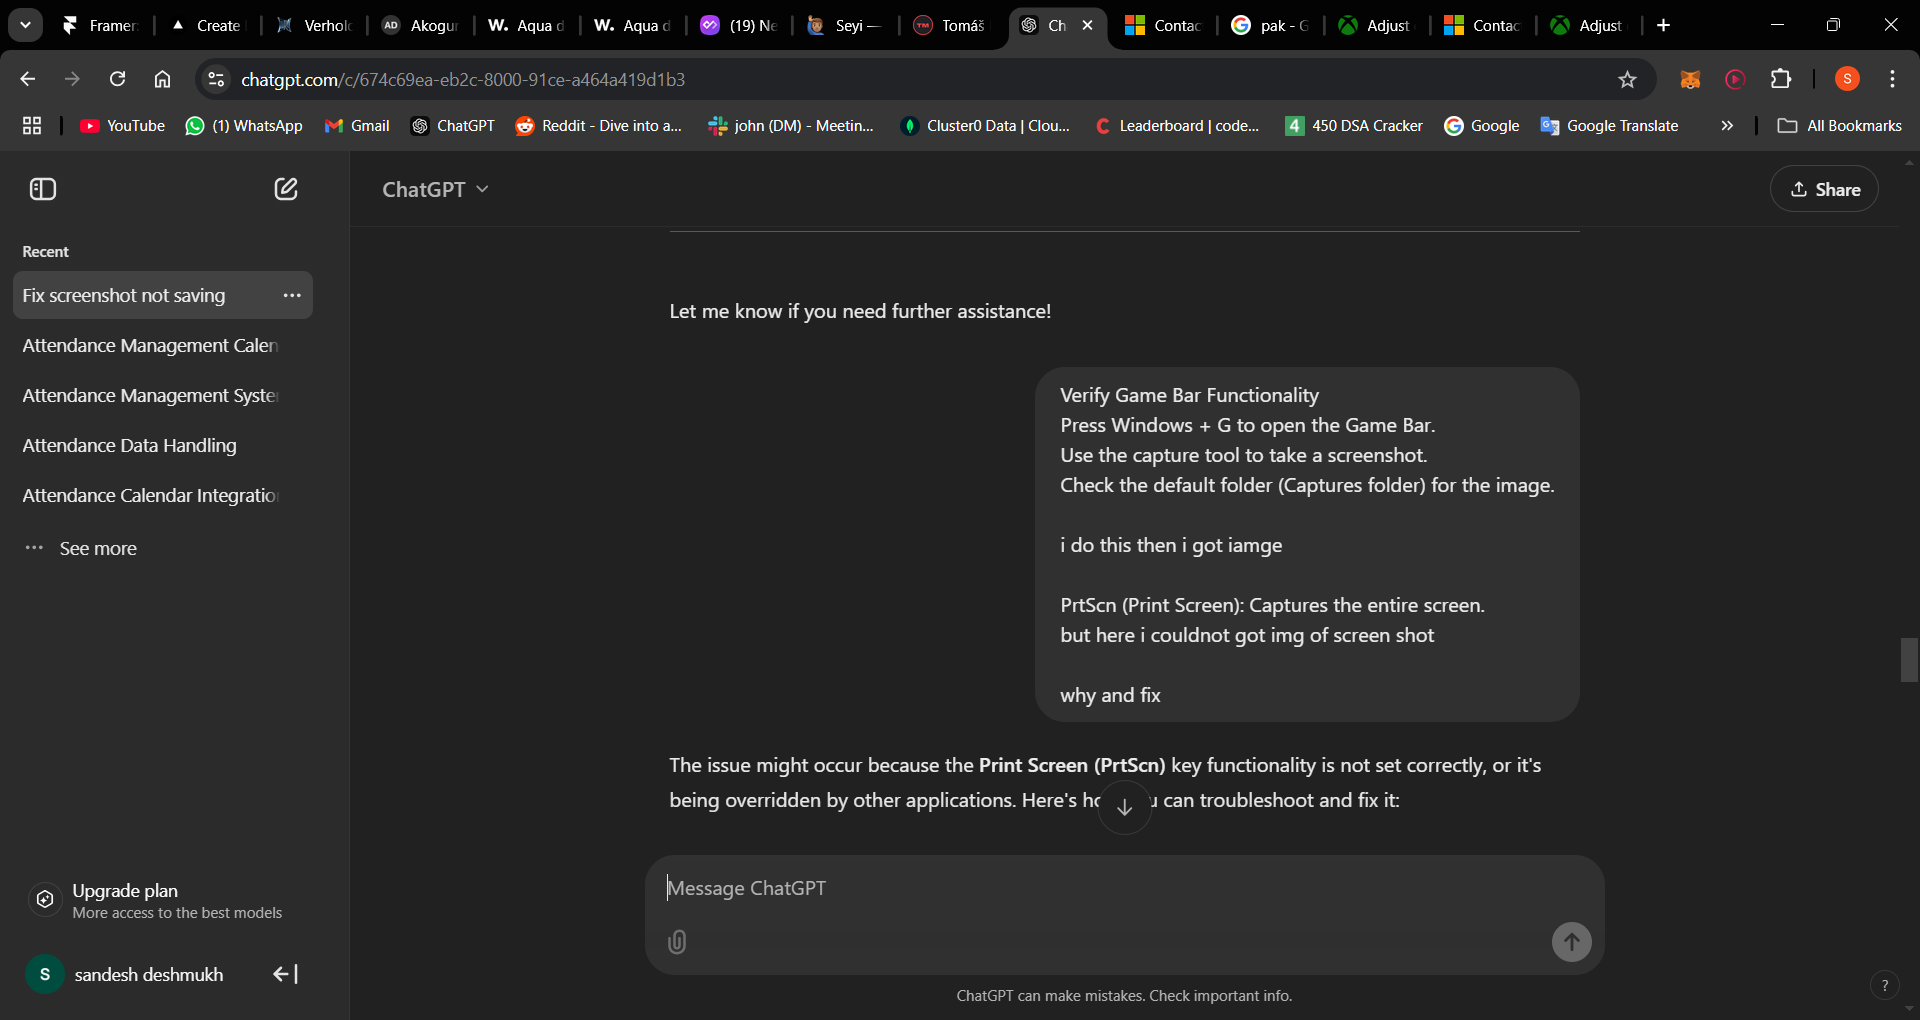 Framer
Create
Verhol
AD Akogu
W. Aqua d
W. Aqua d
(19) Ne
Seyi —
TM Tomáš
Ch
Contac
pak - G
Adjust
Contac
Adjust
chatgpt.com/c/674c69ea-eb2c-8000-91ce-a464a419d1b3
S
YouTube
(1) WhatsApp
Gmail
ChatGPT
Reddit - Dive into a...
john (DM) - Meetin...
Cluster0 Data | Clou...
Leaderboard | code...
4 450 DSA Cracker
Google
Google Translate
All Bookmarks
ChatGPT
Share
Recent
Fix screenshot not saving
Attendance Management Calen
Attendance Management Syste
Attendance Data Handling
Attendance Calendar Integratio
See more
Let me know if you need further assistance!
Verify Game Bar Functionality
Press Windows + G to open the Game Bar.
Use the capture tool to take a screenshot.
Check the default folder (Captures folder) for the image.
i do this then i got iamge
PrtScn (Print Screen): Captures the entire screen.
but here i couldnot got img of screen shot
why and fix
The issue might occur because the Print Screen (PrtScn) key functionality is not set correctly, or it's
being overridden by other applications. Here's ho u can troubleshoot and fix it:
Message ChatGPT
Upgrade plan
More access to the best models
S sandesh deshmukh
ChatGPT can make mistakes. Check important info.
?